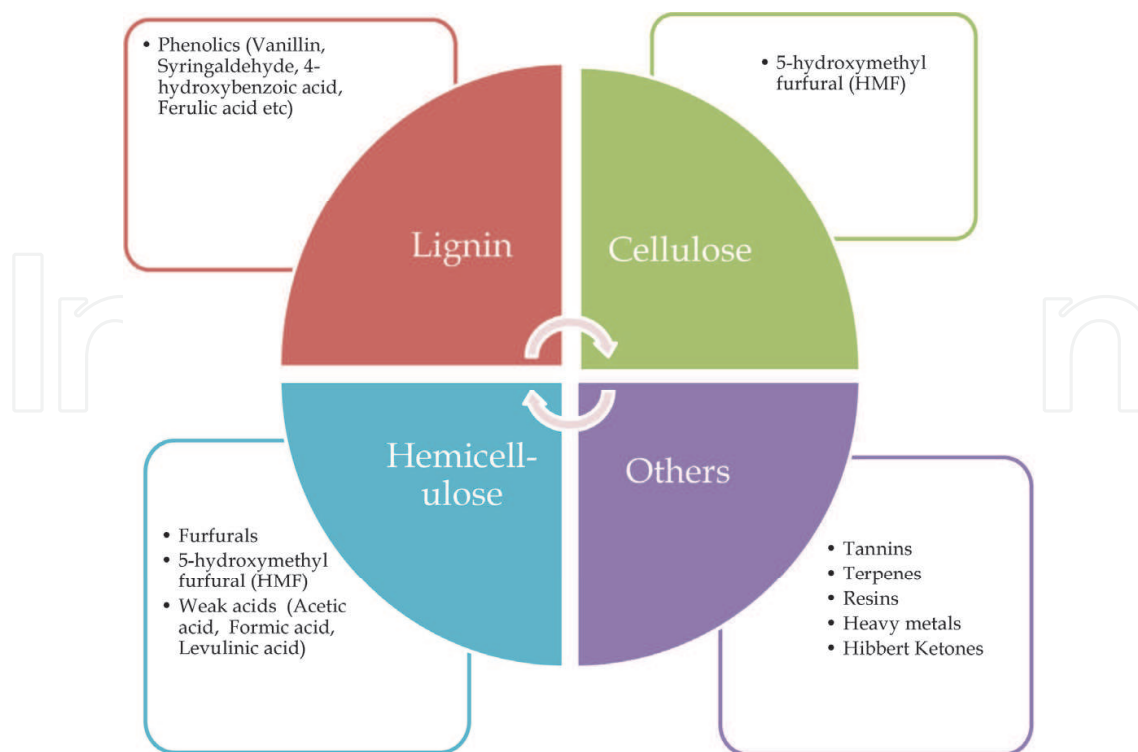 • Phenolics (Vanillin,
Syringaldehyde, 4-
hydroxybenzoic acid,
Ferulic acid etc)
• 5-hydroxymethyl
furfural (HMF)
Lignin
Cellulose
Hemicell-
ulose
Others
• Furfurals
• 5-hydroxymethyl
furfural (HMF)
• Weak acids (Acetic
acid, Formic acid,
Levulinic acid)
• Tannins
• Terpenes
• Resins
• Heavy metals
• Hibbert Ketones